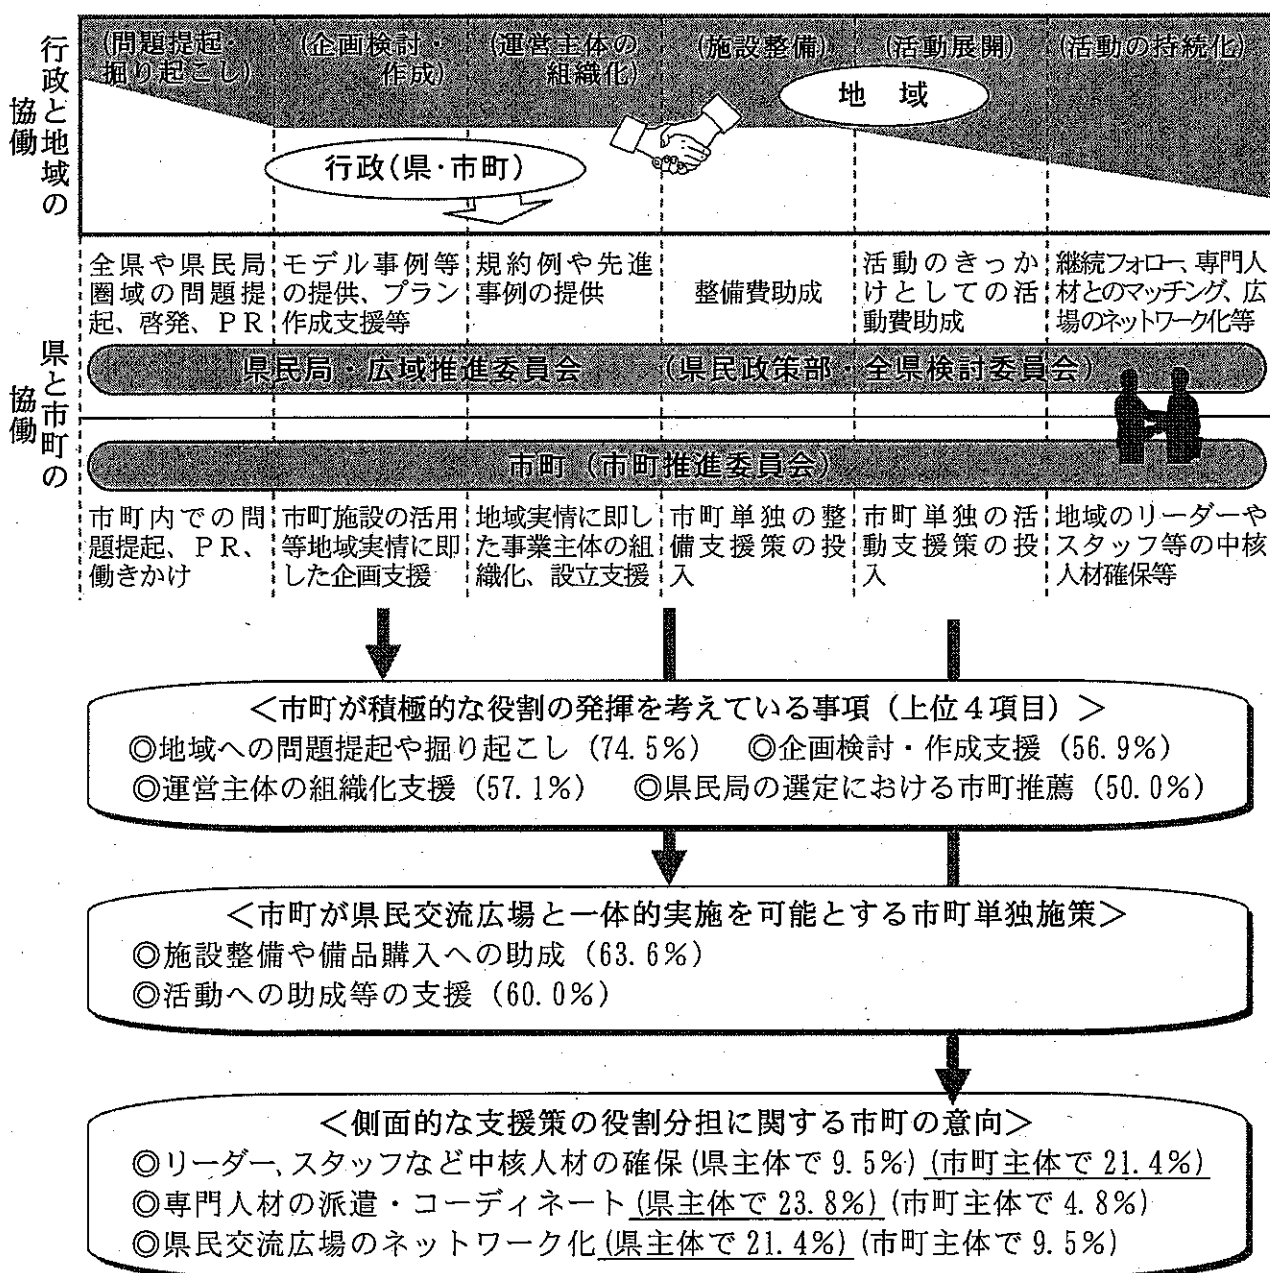 行政と地域の
協働
(問題提起・
掘り起こし)
(企画検討・
作成)
(運営主体の
組織化)
(施設整備)
(活動展開)
(活動の持続化)
地 域
行政(県・市町)
県と市町の
協働
全県や県民局
圏域の問題提
起、啓発、ＰＲ
モデル事例等
の提供、プラン
作成支援等
規約例や先進
事例の提供
整備費助成
活動のきっか
けとしての活
動費助成
継続フォロー、専門人
材とのマッチング、広
場のネットワーク化等
県民局・広域推進委員会 (県民政策部・全県検討委員会)
市町 (市町推進委員会)
市町内での問
題提起、ＰＲ、
働きかけ
市町施設の活用
等地域実情に即
した企画支援
地域実情に即し
た事業主体の組
織化、設立支援
市町単独の整
備支援策の投
入
市町単独の活
動支援策の投
入
地域のリーダーや
スタッフ等の中核
人材確保等
＜市町が積極的な役割の発揮を考えている事項（上位４項目）＞
◎地域への問題提起や掘り起こし（74.5%） ◎企画検討・作成支援（56.9%）
◎運営主体の組織化支援（57.1%） ◎県民局の選定における市町推薦（50.0%）
＜市町が県民交流広場と一体的実施を可能とする市町単独施策＞
◎施設整備や備品購入への助成（63.6%）
◎活動への助成等の支援（60.0%）
＜側面的な支援策の役割分担に関する市町の意向＞
◎リーダー、スタッフなど中核人材の確保(県主体で 9.5%) (市町主体で 21.4%)
◎専門人材の派遣・コーディネート(県主体で 23.8%) (市町主体で 4.8%)
◎県民交流広場のネットワーク化(県主体で 21.4%) (市町主体で 9.5%)